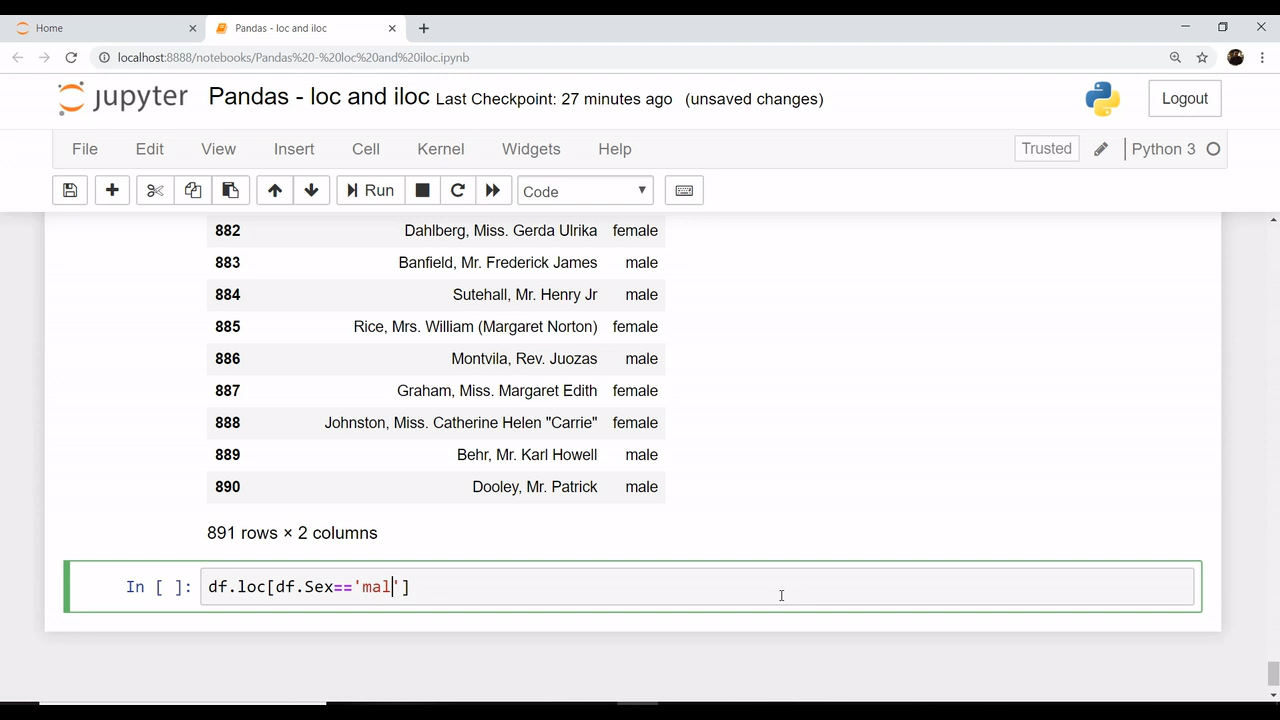 Home
Pandas - loc and iloc
localhost:8888/notebooks/Pandas%20-%20loc%20and%20iloc.ipynb
jupyter Pandas - loc and iloc Last Checkpoint: 27 minutes ago (unsaved changes)
Logout
File Edit View Insert Cell Kernel Widgets Help Trusted Python 3
Run Code
882 Dahlberg, Miss. Gerda Ulrika female
883 Banfield, Mr. Frederick James male
884 Sutehall, Mr. Henry Jr male
885 Rice, Mrs. William (Margaret Norton) female
886 Montvila, Rev. Juozas male
887 Graham, Miss. Margaret Edith female
888 Johnston, Miss. Catherine Helen "Carrie" female
889 Behr, Mr. Karl Howell male
890 Dooley, Mr. Patrick male
891 rows × 2 columns
In [ ]: df.loc[df.Sex=='mal']